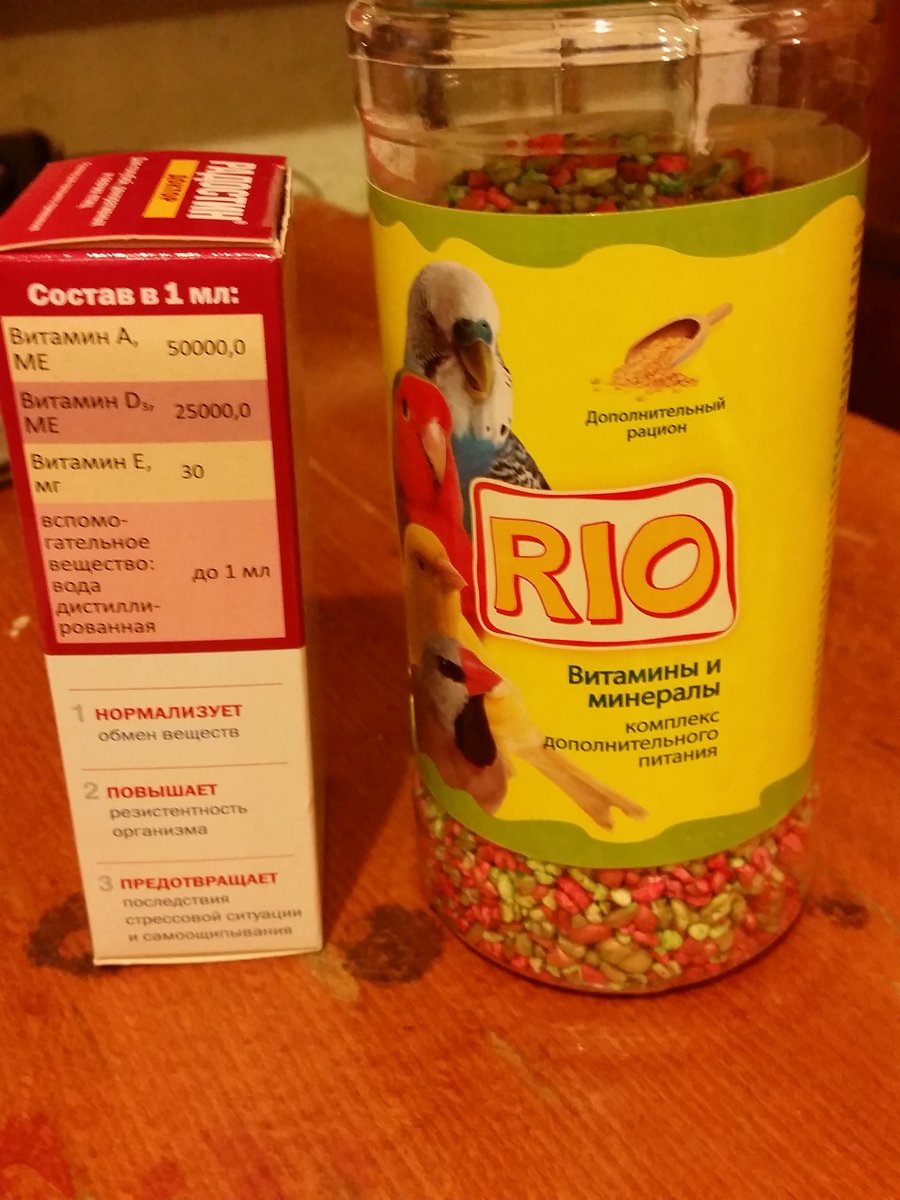 РАДОСТИН
ДОКТОР
Состав в 1 мл:
Витамин А,
МЕ
50000,0
Витамин D₃,
МЕ
25000,0
Витамин Е,
мг
30
вспомо-
гательное
вещество:
вода
дистилли-
рованная
до 1 мл
1 НОРМАЛИЗУЕТ
обмен веществ
2 ПОВЫШАЕТ
резистентность
организма
3 ПРЕДОТВРАЩАЕТ
последствия
стрессовой ситуации
и самоощипывания
Дополнительный
рацион
RIO
Витамины и
минералы
комплекс
дополнительного
питания